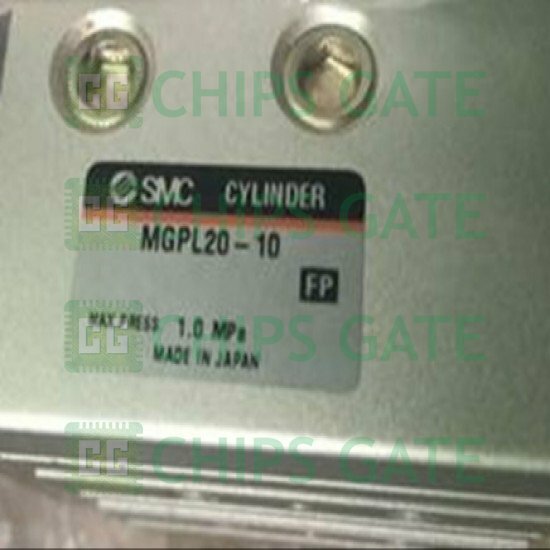 CHIPS GATE
SMC CYLINDER
CHIPS GATE
MGPL20-10
FP
MAX.PRESS 1.0 MPa
CHIPS GATE
MADE IN JAPAN
CHIPS GATE